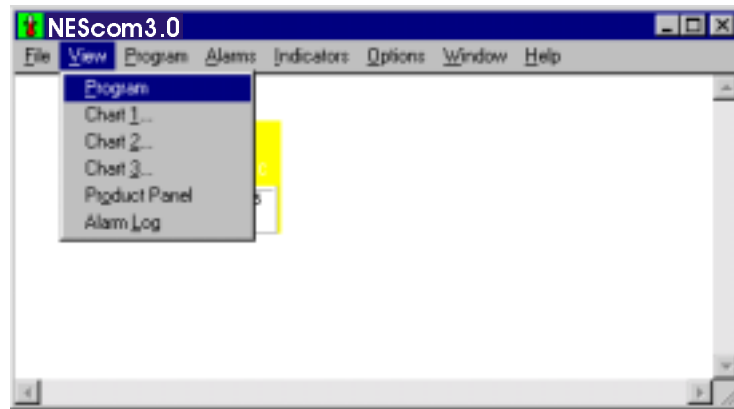 NEScom3.0
File View Program Alarms Indicators Options Window Help
Program
Chart 1...
Chart 2...
Chart 3...
Product Panel
Alarm Log
C